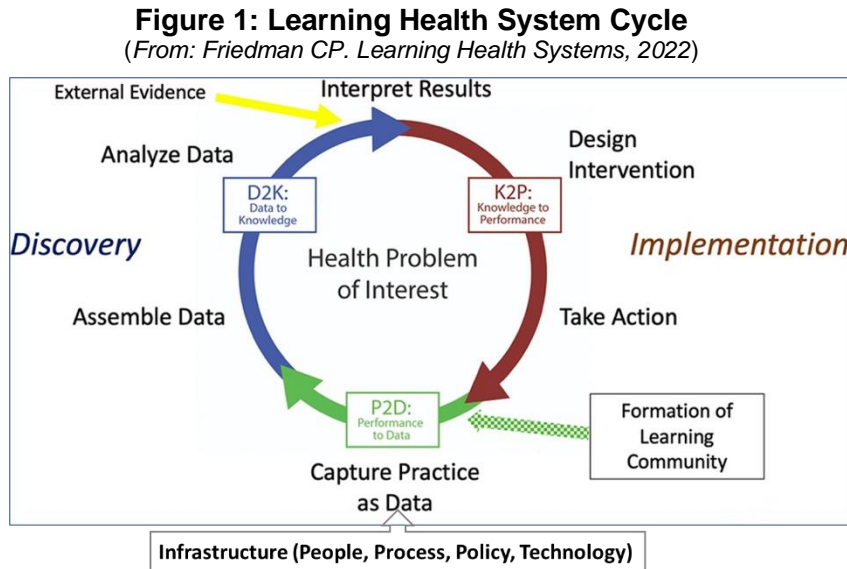 Figure 1: Learning Health System Cycle
(From: Friedman CP. Learning Health Systems, 2022)
External Evidence
Interpret Results
Analyze Data
Design
Intervention
D2K:
Data to
Knowledge
K2P:
Knowledge to
Performance
Discovery
Health Problem
of Interest
Implementation
Assemble Data
Take Action
P2D:
Performance
to Data
Formation of
Learning
Community
Capture Practice
as Data
Infrastructure (People, Process, Policy, Technology)